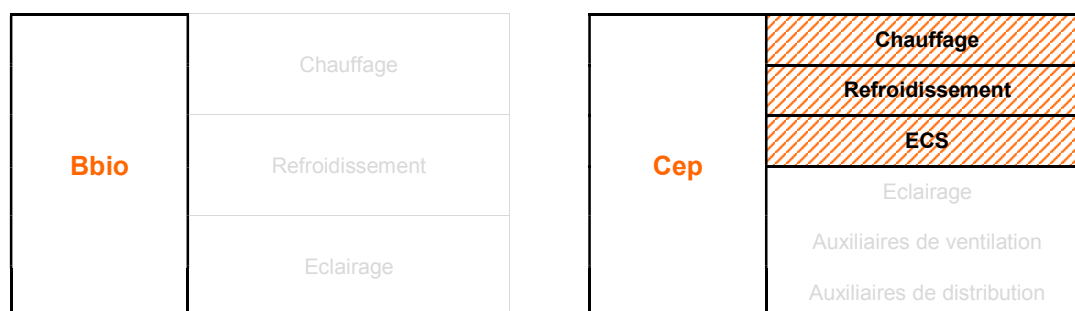 Bbio
Chauffage
Refroidissement
Eclairage
Cep
Chauffage
Refroidissement
ECS
Eclairage
Auxiliaires de ventilation
Auxiliaires de distribution